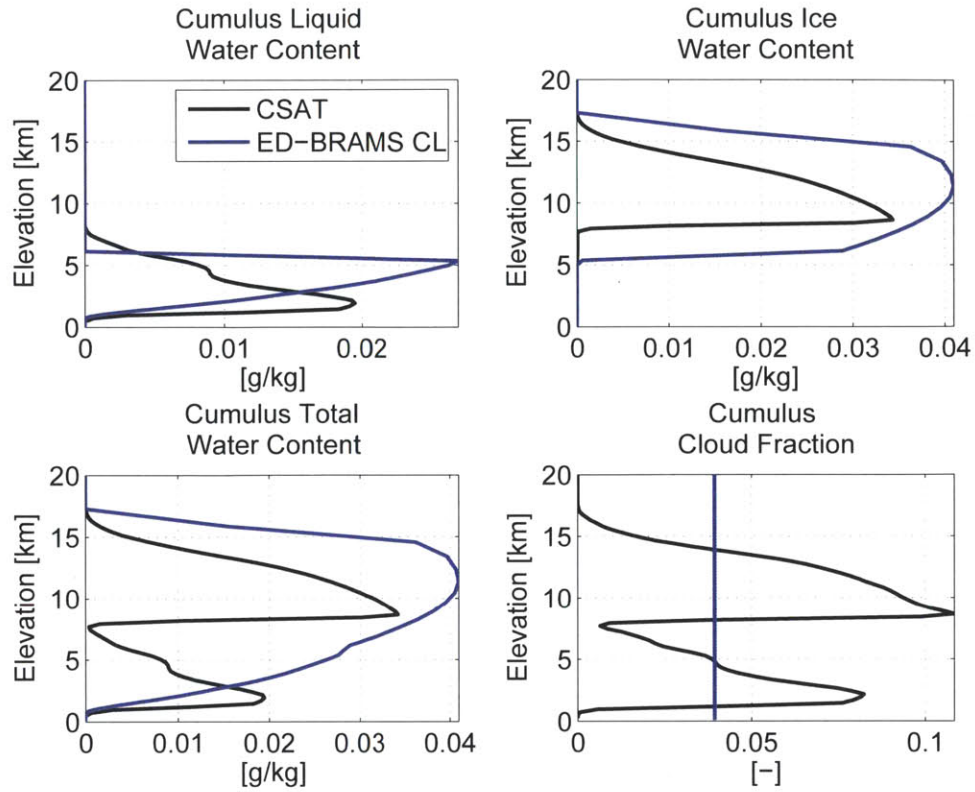 Cumulus Liquid
Water Content
20
15
10
5
0
Elevation [km]
CSAT
ED−BRAMS CL
0 0.01 0.02
[g/kg]
Cumulus Ice
Water Content
20
15
10
5
0
Elevation [km]
0 0.01 0.02 0.03 0.04
[g/kg]
Cumulus Total
Water Content
20
15
10
5
0
Elevation [km]
0 0.01 0.02 0.03 0.04
[g/kg]
Cumulus
Cloud Fraction
20
15
10
5
0
Elevation [km]
0 0.05 0.1
[−]